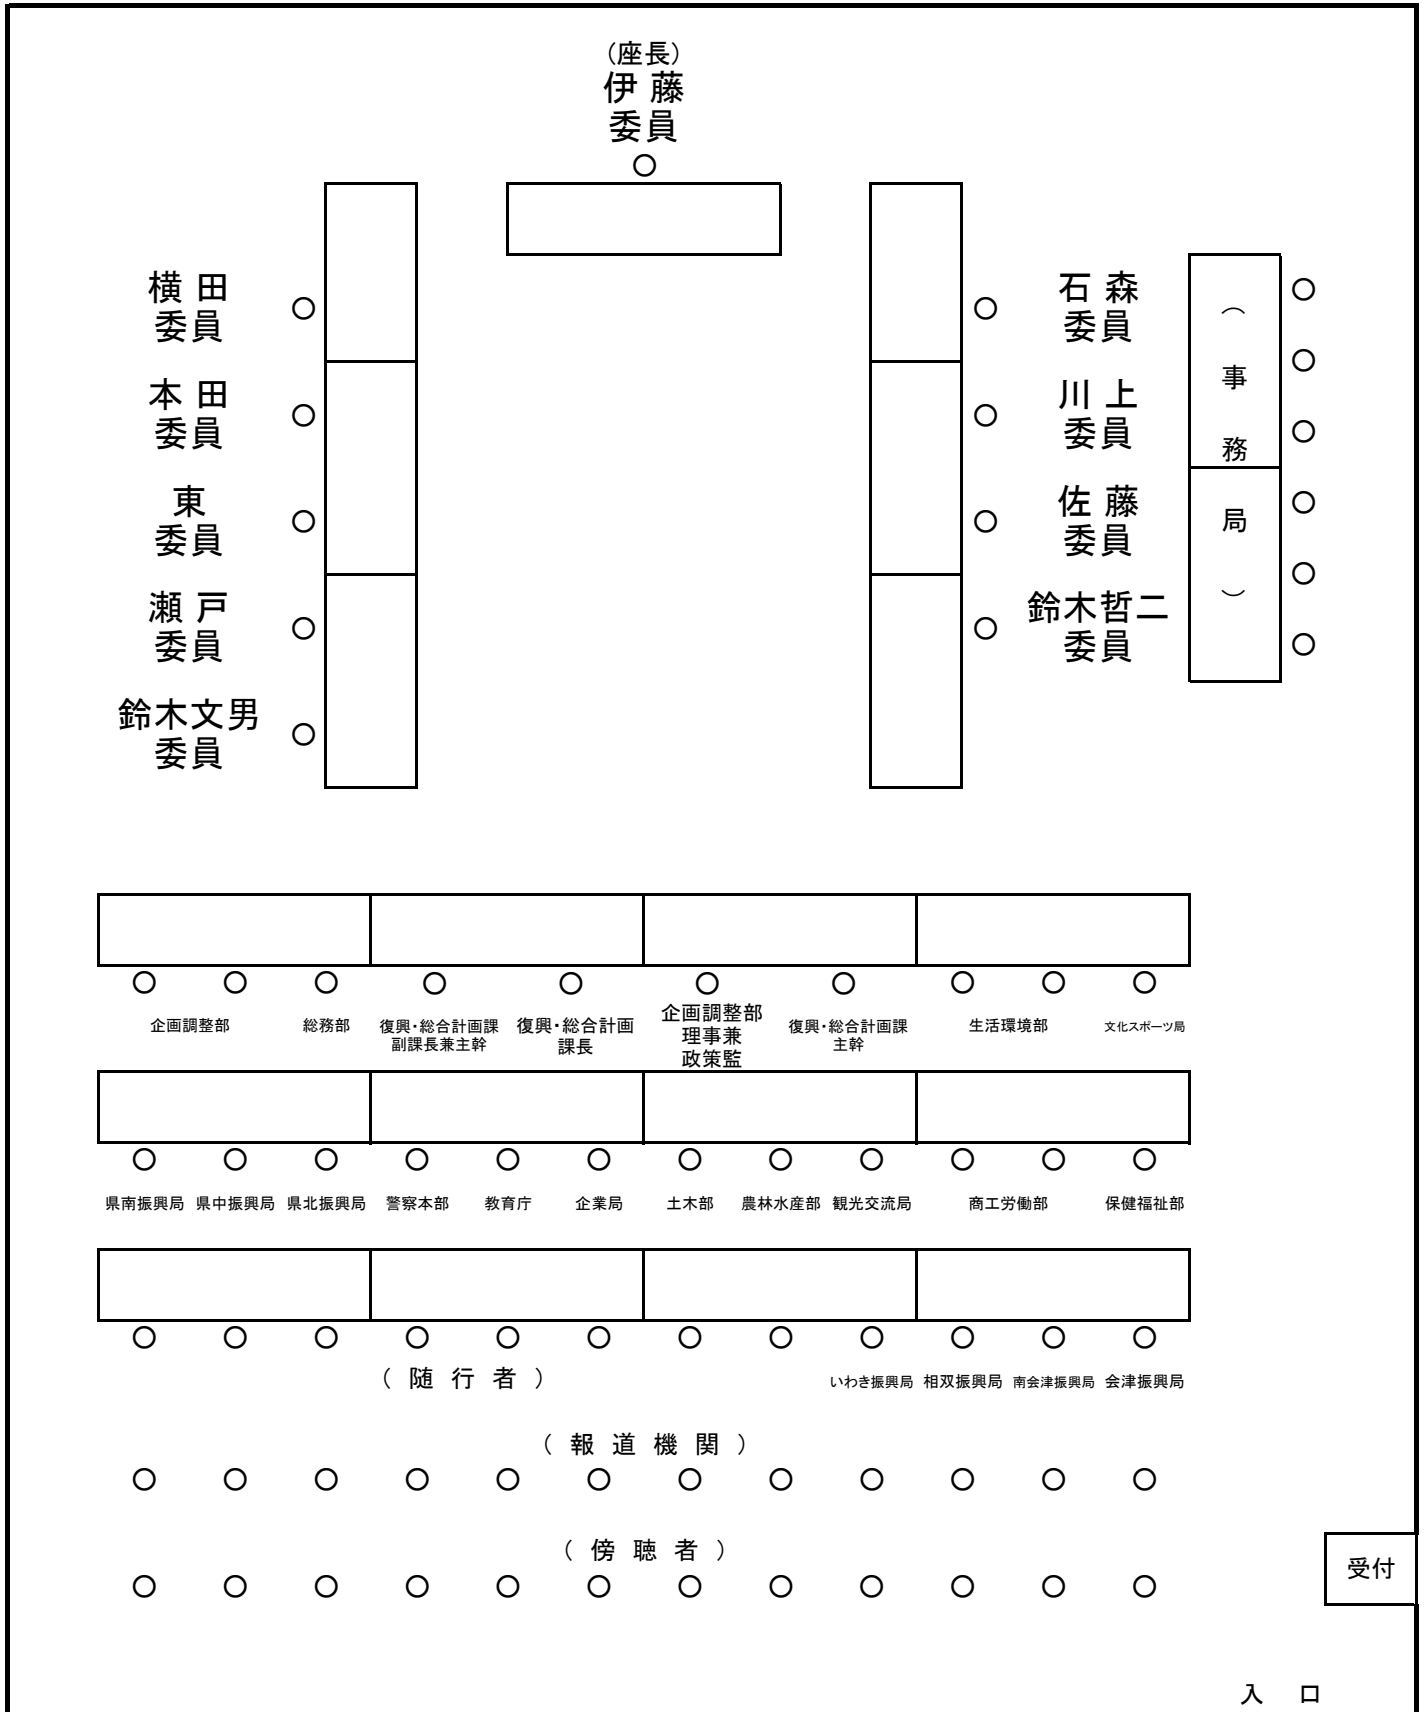 （座長）
伊 藤
委員
横 田
委員
本 田
委員
東
委員
瀬 戸
委員
鈴木文男
委員
石 森
委員
川 上
委員
佐 藤
委員
鈴木哲二
委員
（事務局）
企画調整部
総務部
復興・総合計画課
副課長兼主幹
復興・総合計画
課長
企画調整部
理事兼
政策監
復興・総合計画課
主幹
生活環境部
文化スポーツ局
県南振興局 県中振興局 県北振興局 警察本部 教育庁 企業局 土木部 農林水産部 観光交流局 商工労働部 保健福祉部
（ 随 行 者 ）
いわき振興局 相双振興局 南会津振興局 会津振興局
（ 報 道 機 関 ）
（ 傍 聴 者 ）
受付
入 口